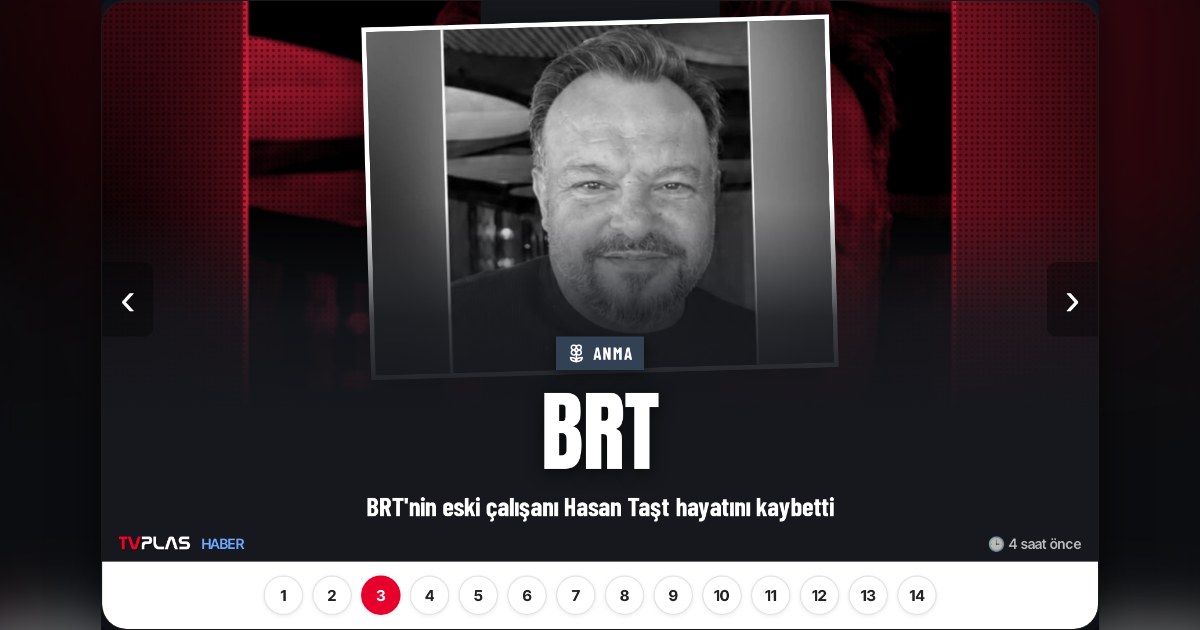 ANMA
BRT
BRT'nin eski çalışanı Hasan Taşt hayatını kaybetti
TVPLAS HABER
4 saat önce
1 2 3 4 5 6 7 8 9 10 11 12 13 14